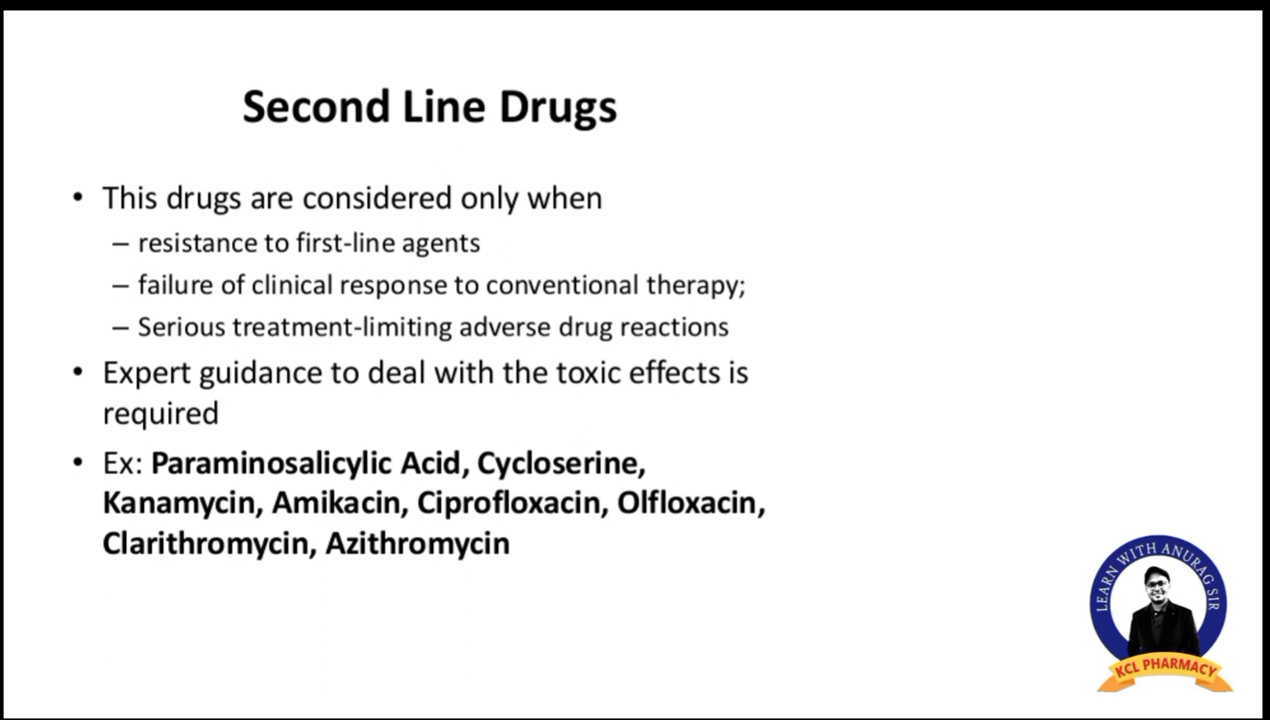 Second Line Drugs
• This drugs are considered only when
– resistance to first-line agents
– failure of clinical response to conventional therapy;
– Serious treatment-limiting adverse drug reactions
• Expert guidance to deal with the toxic effects is
required
• Ex: Paraminosalicylic Acid, Cycloserine,
Kanamycin, Amikacin, Ciprofloxacin, Olfloxacin,
Clarithromycin, Azithromycin
LEARN WITH ANURAG SIR
KCL PHARMACY